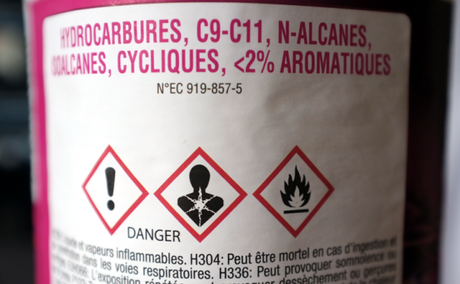 HYDROCARBURES, C9-C11, N-ALCANES,
ISOALCANES, CYCLIQUES, <2% AROMATIQUES
N°EC 919-857-5
DANGER
et vapeurs inflammables. H304: Peut être mortel en cas d'ingestion et
dans les voies respiratoires. H336: Peut provoquer somnolence ou
L'exposition répétée dessèchement ou gerçures